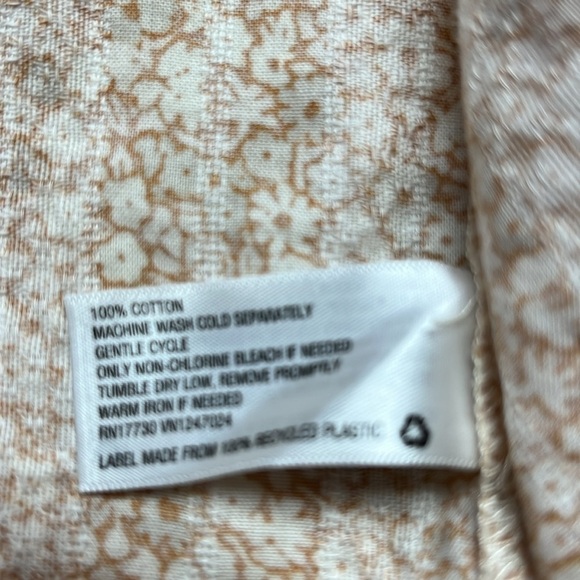 100% COTTON
MACHINE WASH COLD SEPARATELY
GENTLE CYCLE
ONLY NON-CHLORINE BLEACH IF NEEDED
TUMBLE DRY LOW, REMOVE PROMPTLY
WARM IRON IF NEEDED
RN17730 VN1247024
LABEL MADE FROM 100% RECYCLED PLASTIC